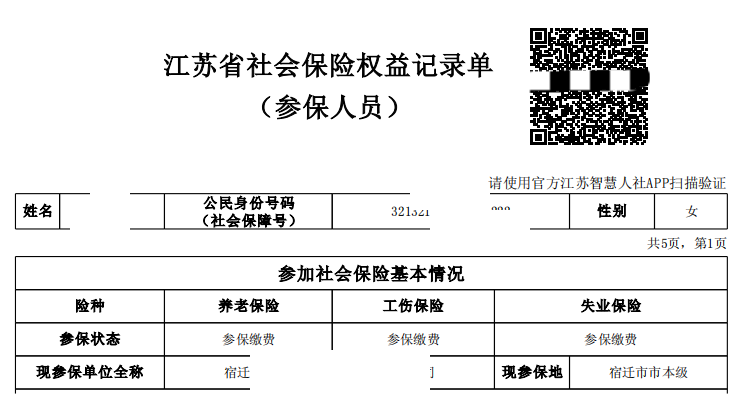 江苏省社会保险权益记录单
（参保人员）
请使用官方江苏智慧人社APP扫描验证
姓名 公民身份号码（社会保障号） 性别 女
共5页，第1页
参加社会保险基本情况
险种 养老保险 工伤保险 失业保险
参保状态 参保缴费 参保缴费 参保缴费
现参保单位全称 宿迁 现参保地 宿迁市市本级